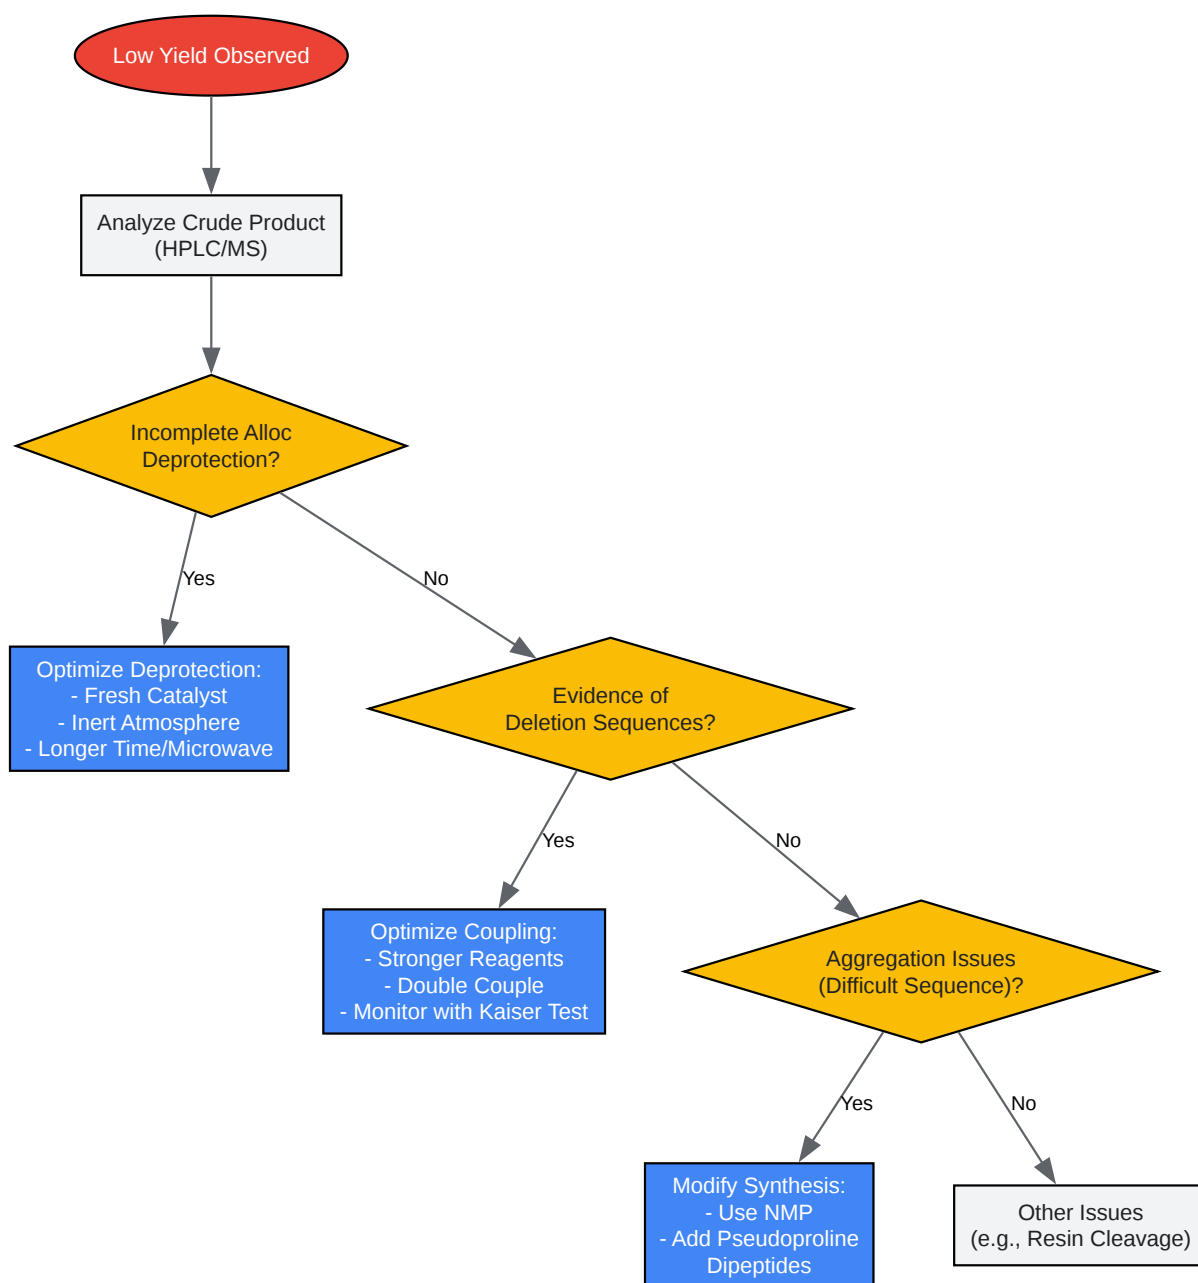 Low Yield Observed
Analyze Crude Product
(HPLC/MS)
Incomplete Alloc
Deprotection?
Yes
No
Optimize Deprotection:
- Fresh Catalyst
- Inert Atmosphere
- Longer Time/Microwave
Evidence of
Deletion Sequences?
Yes
No
Optimize Coupling:
- Stronger Reagents
- Double Couple
- Monitor with Kaiser Test
Aggregation Issues
(Difficult Sequence)?
Yes
No
Modify Synthesis:
- Use NMP
- Add Pseudoproline
Dipeptides
Other Issues
(e.g., Resin Cleavage)